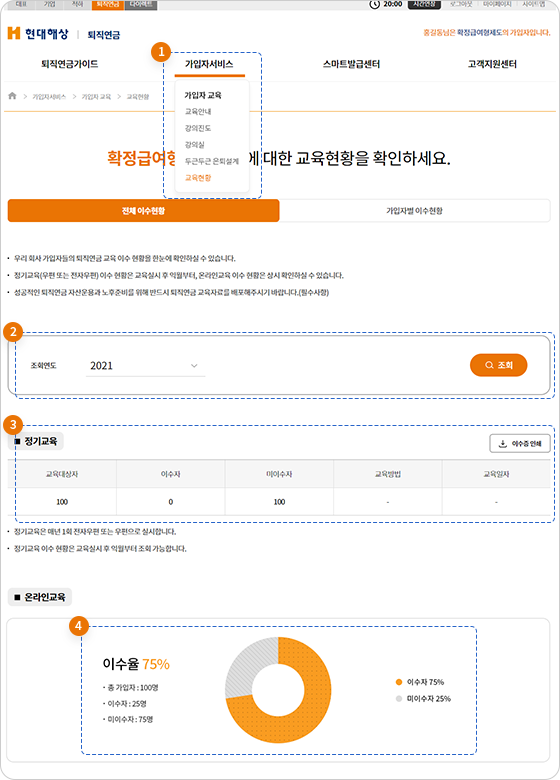 대표 기업 개인 퇴직연금 다이렉트 20:00 시간연장 로그아웃 마이페이지 사이트맵
현대해상 퇴직연금 홍길동님은 확정급여형제도의 가입자입니다.
1
퇴직연금가이드 가입자서비스 스마트발급센터 고객지원센터
> 가입자서비스 > 가입자 교육 > 교육현황
가입자 교육
교육안내
강의진도
강의실
두근두근 은퇴설계
교육현황
확정급여형 에 대한 교육현황을 확인하세요.
전체 이수현황 가입자별 이수현황
• 우리 회사 가입자들의 퇴직연금 교육 이수 현황을 한눈에 확인하실 수 있습니다.
• 정기교육(우편 또는 전자우편) 이수 현황은 교육실시 후 익월부터, 온라인교육 이수 현황은 상시 확인하실 수 있습니다.
• 성공적인 퇴직연금 자산운용과 노후준비를 위해 반드시 퇴직연금 교육자료를 배포해주시기 바랍니다.(필수사항)
2
조회연도 2021 조회
3
■ 정기교육 이수증 인쇄
교육대상자 이수자 미이수자 교육방법 교육일자
100 0 100 - -
• 정기교육은 매년 1회 전자우편 또는 우편으로 실시합니다.
• 정기교육 이수 현황은 교육실시 후 익월부터 조회 가능합니다.
■ 온라인교육
4
이수율 75%
• 총 가입자 : 100명
• 이수자 : 25명
• 미이수자 : 75명
이수자 75%
미이수자 25%